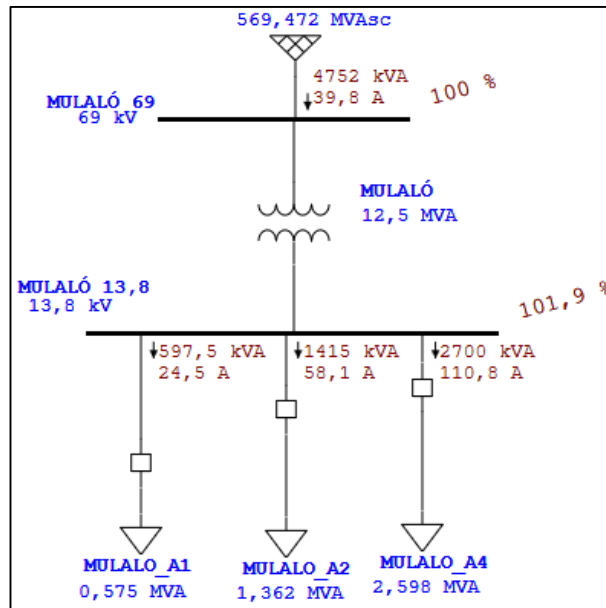 569,472 MVAsc
4752 kVA
39,8 A
100 %
MULALÓ 69
69 kV
MULALÓ
12,5 MVA
MULALÓ 13,8
13,8 kV
101,9 %
597,5 kVA
24,5 A
1415 kVA
58,1 A
2700 kVA
110,8 A
MULALO_A1
0,575 MVA
MULALO_A2
1,362 MVA
MULALO_A4
2,598 MVA